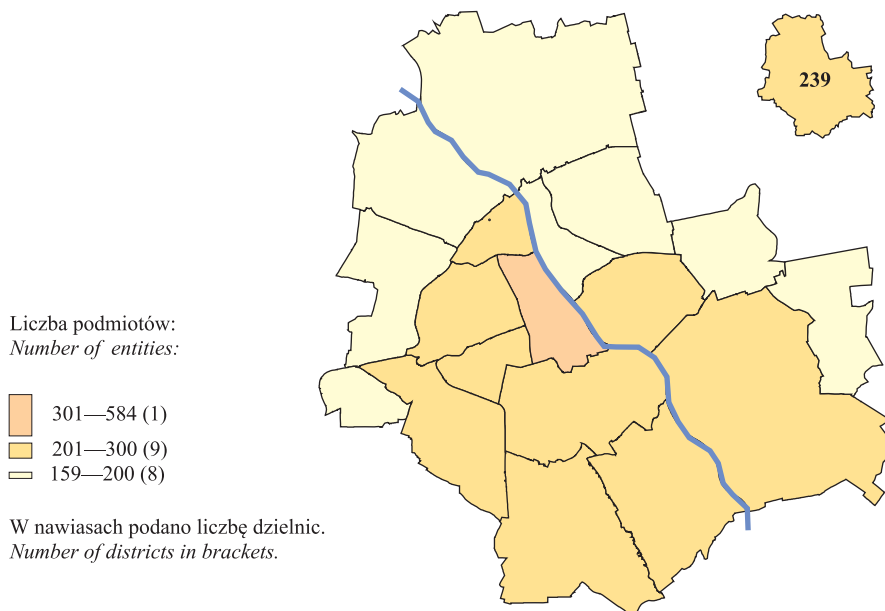 239
Liczba podmiotów:
Number of entities:
301—584 (1)
201—300 (9)
159—200 (8)
W nawiasach podano liczbę dzielnic.
Number of districts in brackets.